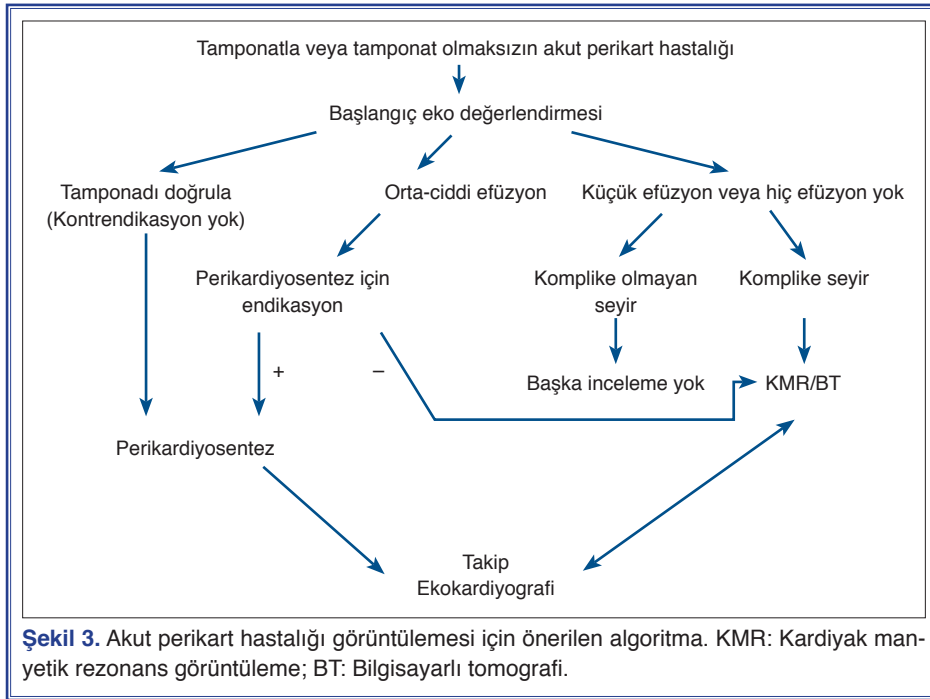 Tamponatla veya tamponat olmaksızın akut perikart hastalığı
Başlangıç eko değerlendirmesi
Tamponadı doğrula
(Kontrendikasyon yok)
Orta-ciddi efüzyon
Küçük efüzyon veya hiç efüzyon yok
Perikardiyosentez için
endikasyon
Komplike olmayan
seyir
Komplike seyir
+
–
Başka inceleme yok
KMR/BT
Perikardiyosentez
Takip
Ekokardiyografi
Şekil 3. Akut perikart hastalığı görüntülemesi için önerilen algoritma. KMR: Kardiyak man-
yetik rezonans görüntüleme; BT: Bilgisayarlı tomografi.